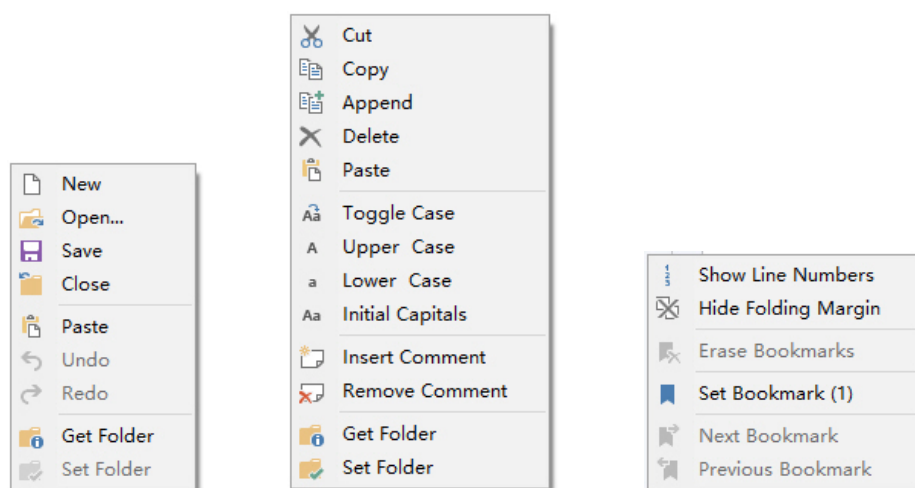 New
Open...
Save
Close
Paste
Undo
Redo
Get Folder
Set Folder
Cut
Copy
Append
Delete
Paste
Toggle Case
Upper  Case
Lower  Case
Initial Capitals
Insert Comment
Remove Comment
Get Folder
Set Folder
Show Line Numbers
Hide Folding Margin
Erase Bookmarks
Set Bookmark (1)
Next Bookmark
Previous Bookmark